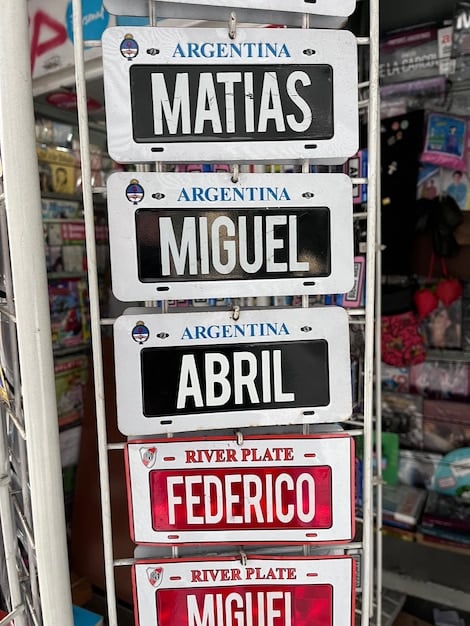 ARGENTINA
MATIAS
ARGENTINA
MIGUEL
ARGENTINA
ABRIL
RIVER PLATE
FEDERICO
RIVER PLATE
MIGUEL